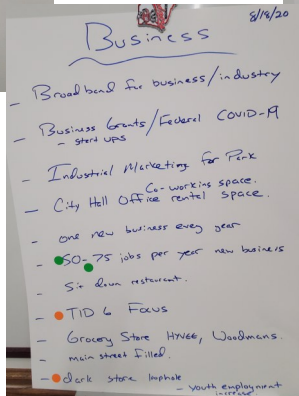 8/18/20
Business
- Broadband for business/industry
- Business Grants/Federal COVID-19
- start ups
- Industrial Marketing for Park
Co-working space.
- City Hall Office rental space.
- one new business every year
- 50-75 jobs per year new business
- Sit down restaurant.
- TID 6 Focus
- Grocery Store HYVEE, Woodmans.
- main street filled.
- dark store loophole
- youth employment
increase